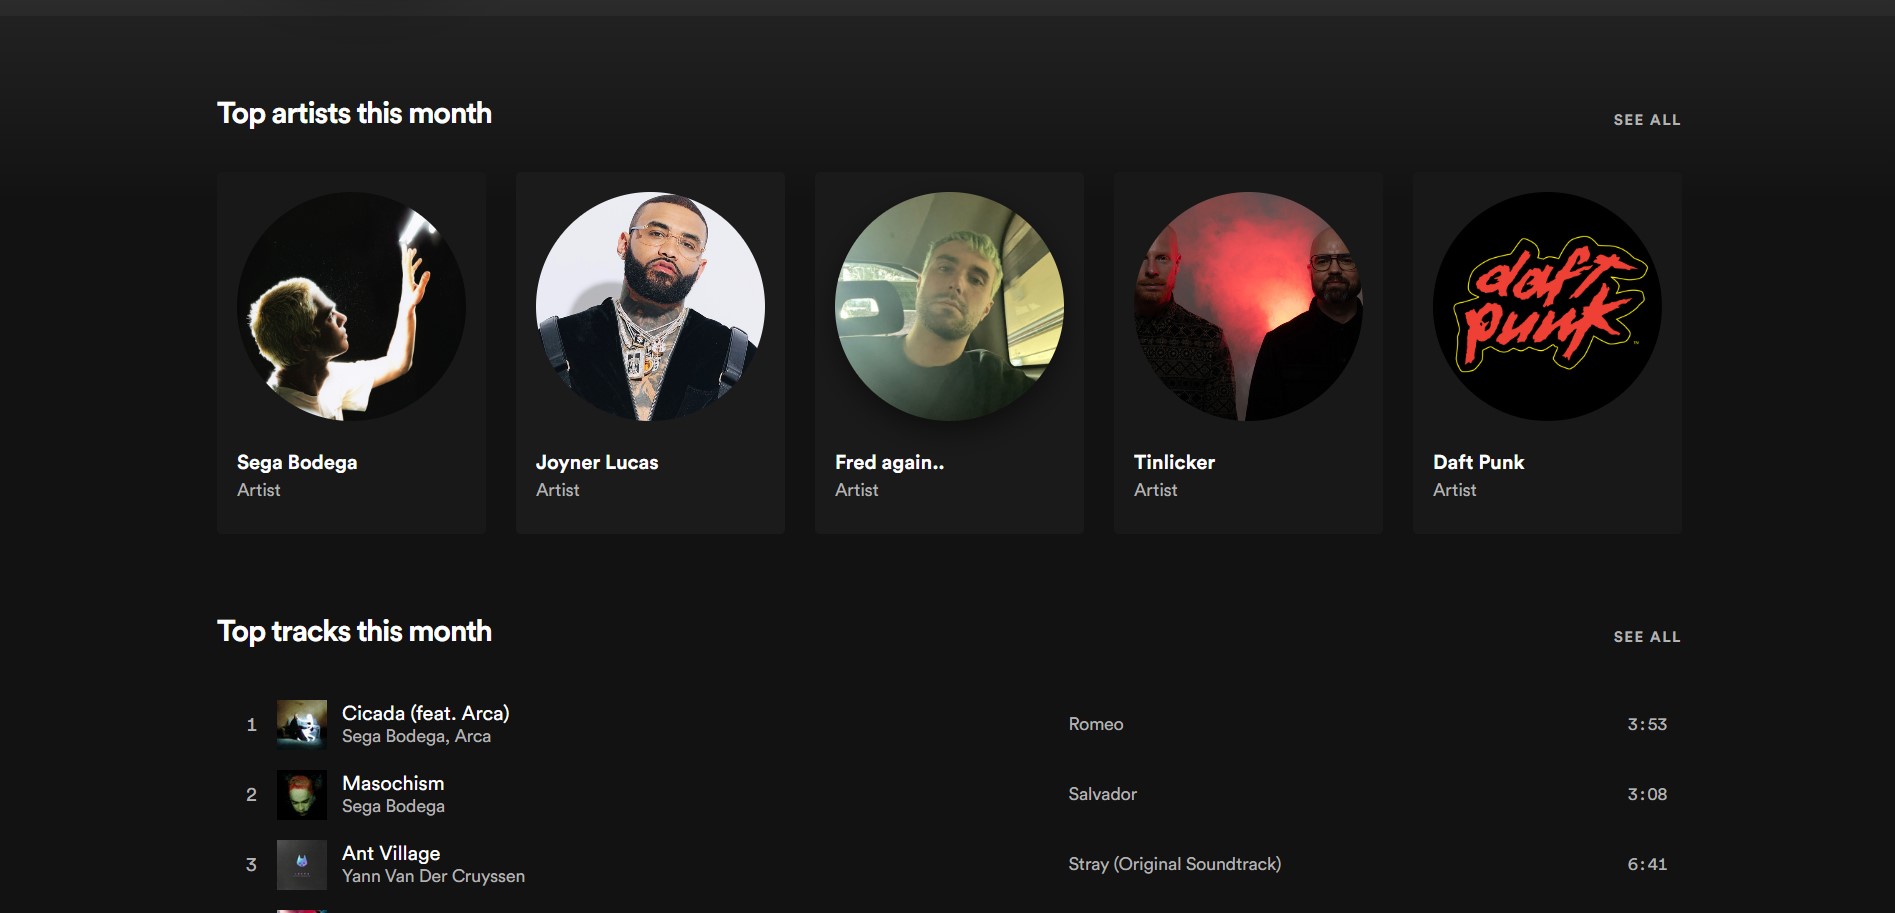 Top artists this month
SEE ALL
daft
punk
Sega Bodega
Artist
Joyner Lucas
Artist
Fred again..
Artist
Tinlicker
Artist
Daft Punk
Artist
Top tracks this month
SEE ALL
1
Cicada (feat. Arca)
Sega Bodega, Arca
Romeo
3:53
2
Masochism
Sega Bodega
Salvador
3:08
3
Ant Village
Yann Van Der Cruyssen
Stray (Original Soundtrack)
6:41